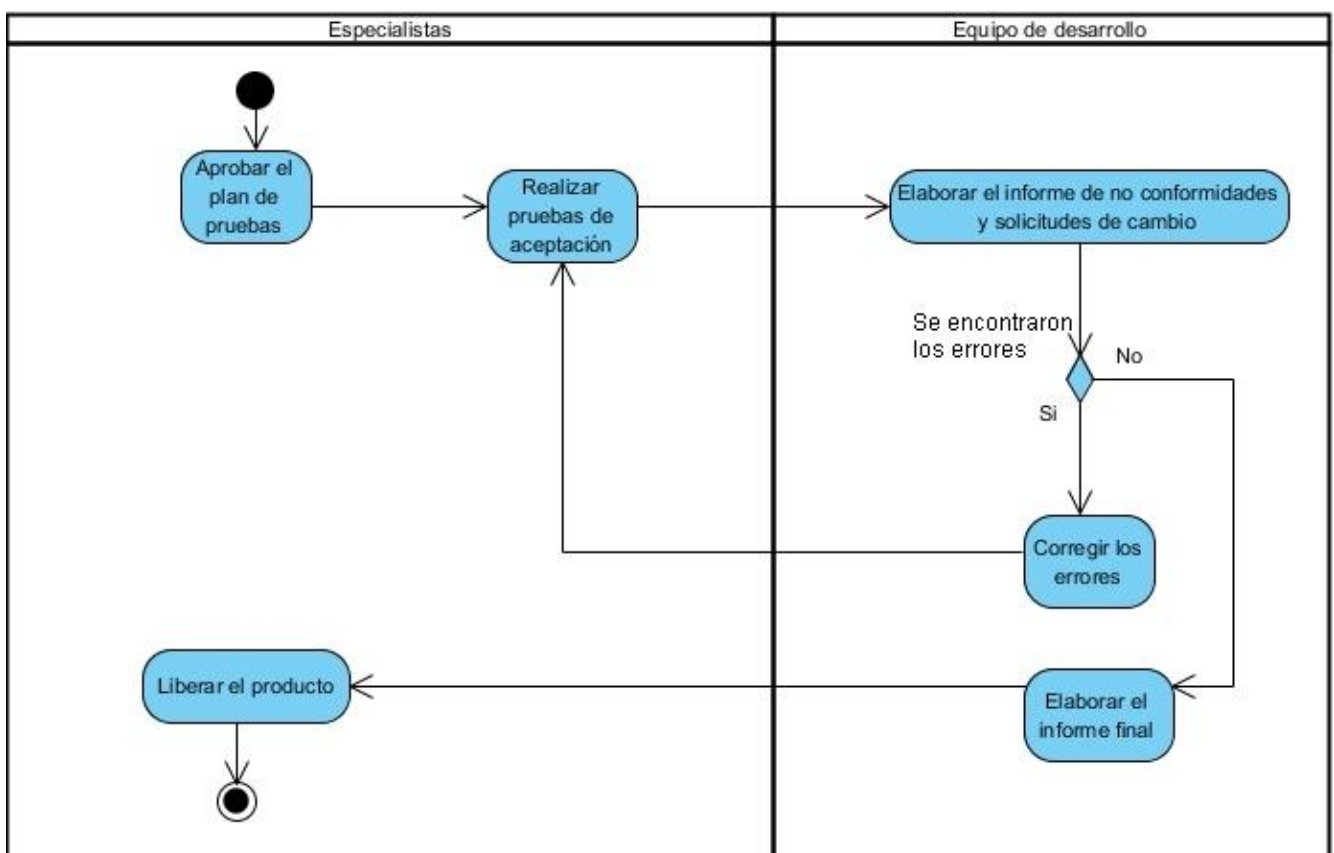 Especialistas
Equipo de desarrollo
Aprobar el
plan de
pruebas
Realizar
pruebas de
aceptación
Elaborar el informe de no conformidades
y solicitudes de cambio
Se encontraron
los errores
No
Si
Corregir los
errores
Liberar el producto
Elaborar el
informe final